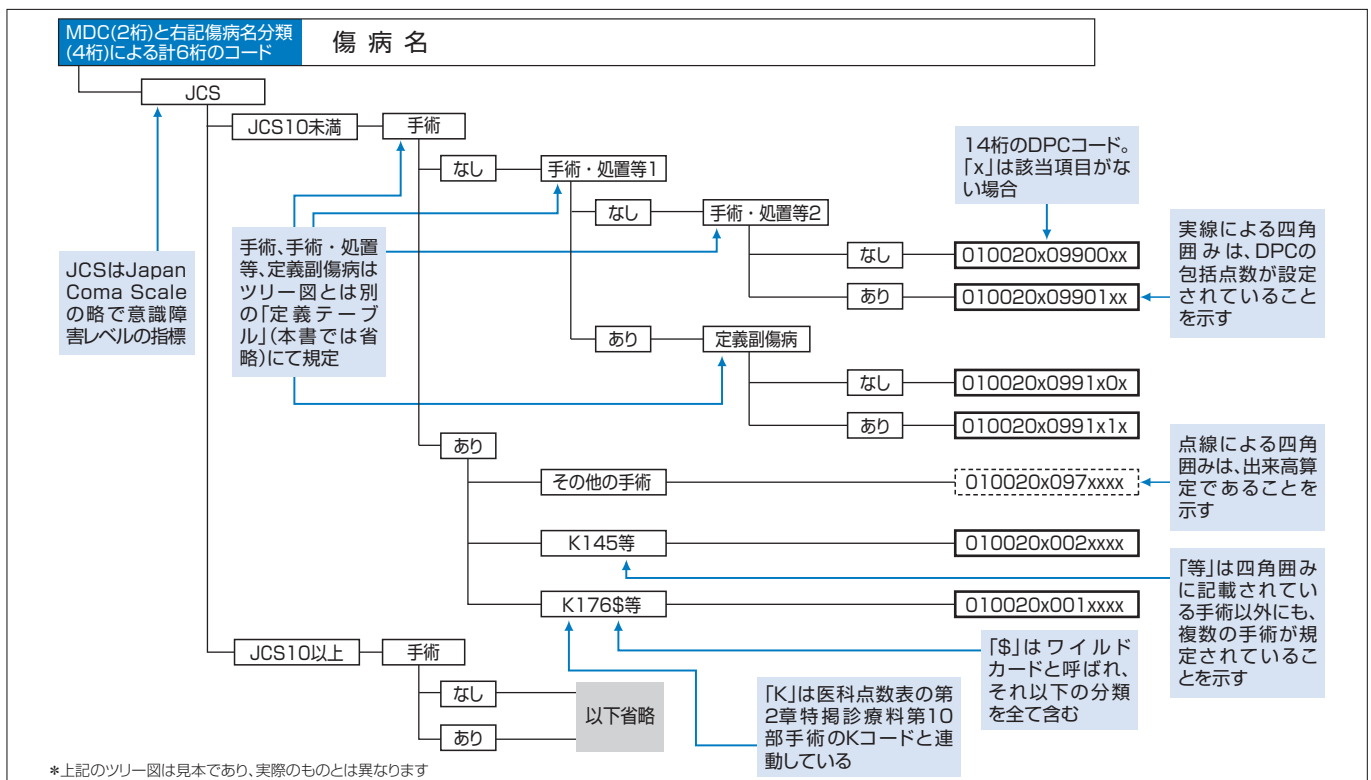 MDC(2桁)と右記傷病名分類
(4桁)による計6桁のコード
傷病名
JCS
JCS10未満
手術
なし
手術・処置等1
なし
手術・処置等2
なし
010020x09900xx
あり
010020x09901xx
あり
定義副傷病
なし
010020x0991x0x
あり
010020x0991x1x
あり
その他の手術
010020x097xxxx
K145等
010020x002xxxx
K176$等
010020x001xxxx
JCS10以上
手術
なし
あり
以下省略
JCSはJapan
Coma Scale
の略で意識障
害レベルの指標
手術、手術・処置
等、定義副傷病は
ツリー図とは別
の「定義テーブ
ル」(本書では省
略)にて規定
14桁のDPCコード。
「x」は該当項目がな
い場合
実線による四角
囲みは、DPCの
包括点数が設定
されていること
を示す
点線による四角
囲みは、出来高算
定であることを
示す
「等」は四角囲み
に記載されてい
る手術以外にも、
複数の手術が規
定されているこ
とを示す
「$」はワイルド
カードと呼ばれ、
それ以下の分類
を全て含む
「K」は医科点数表の第
2章特掲診療料第10
部手術のKコードと連
動している
*上記のツリー図は見本であり、実際のものとは異なります